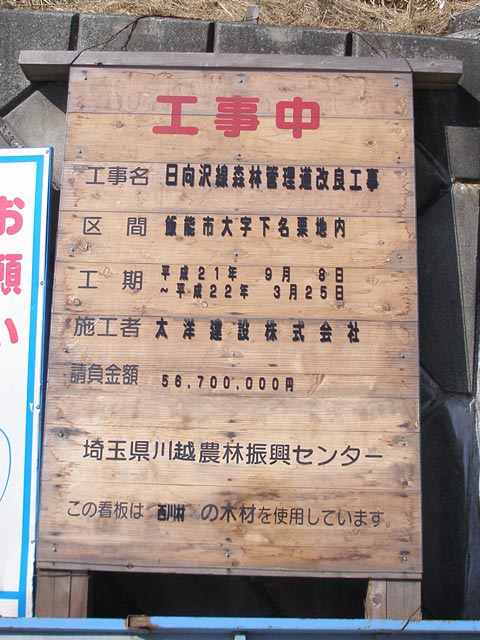 工事中
工事名 日向沢線森林管理道改良工事
区間 飯能市大字下名栗地内
工期 平成21年 9月 8日
～平成22年 3月25日
施工者 太洋建設株式会社
請負金額 56,700,000円
埼玉県川越農林振興センター
この看板は 西川材 の木材を使用しています。
お願い